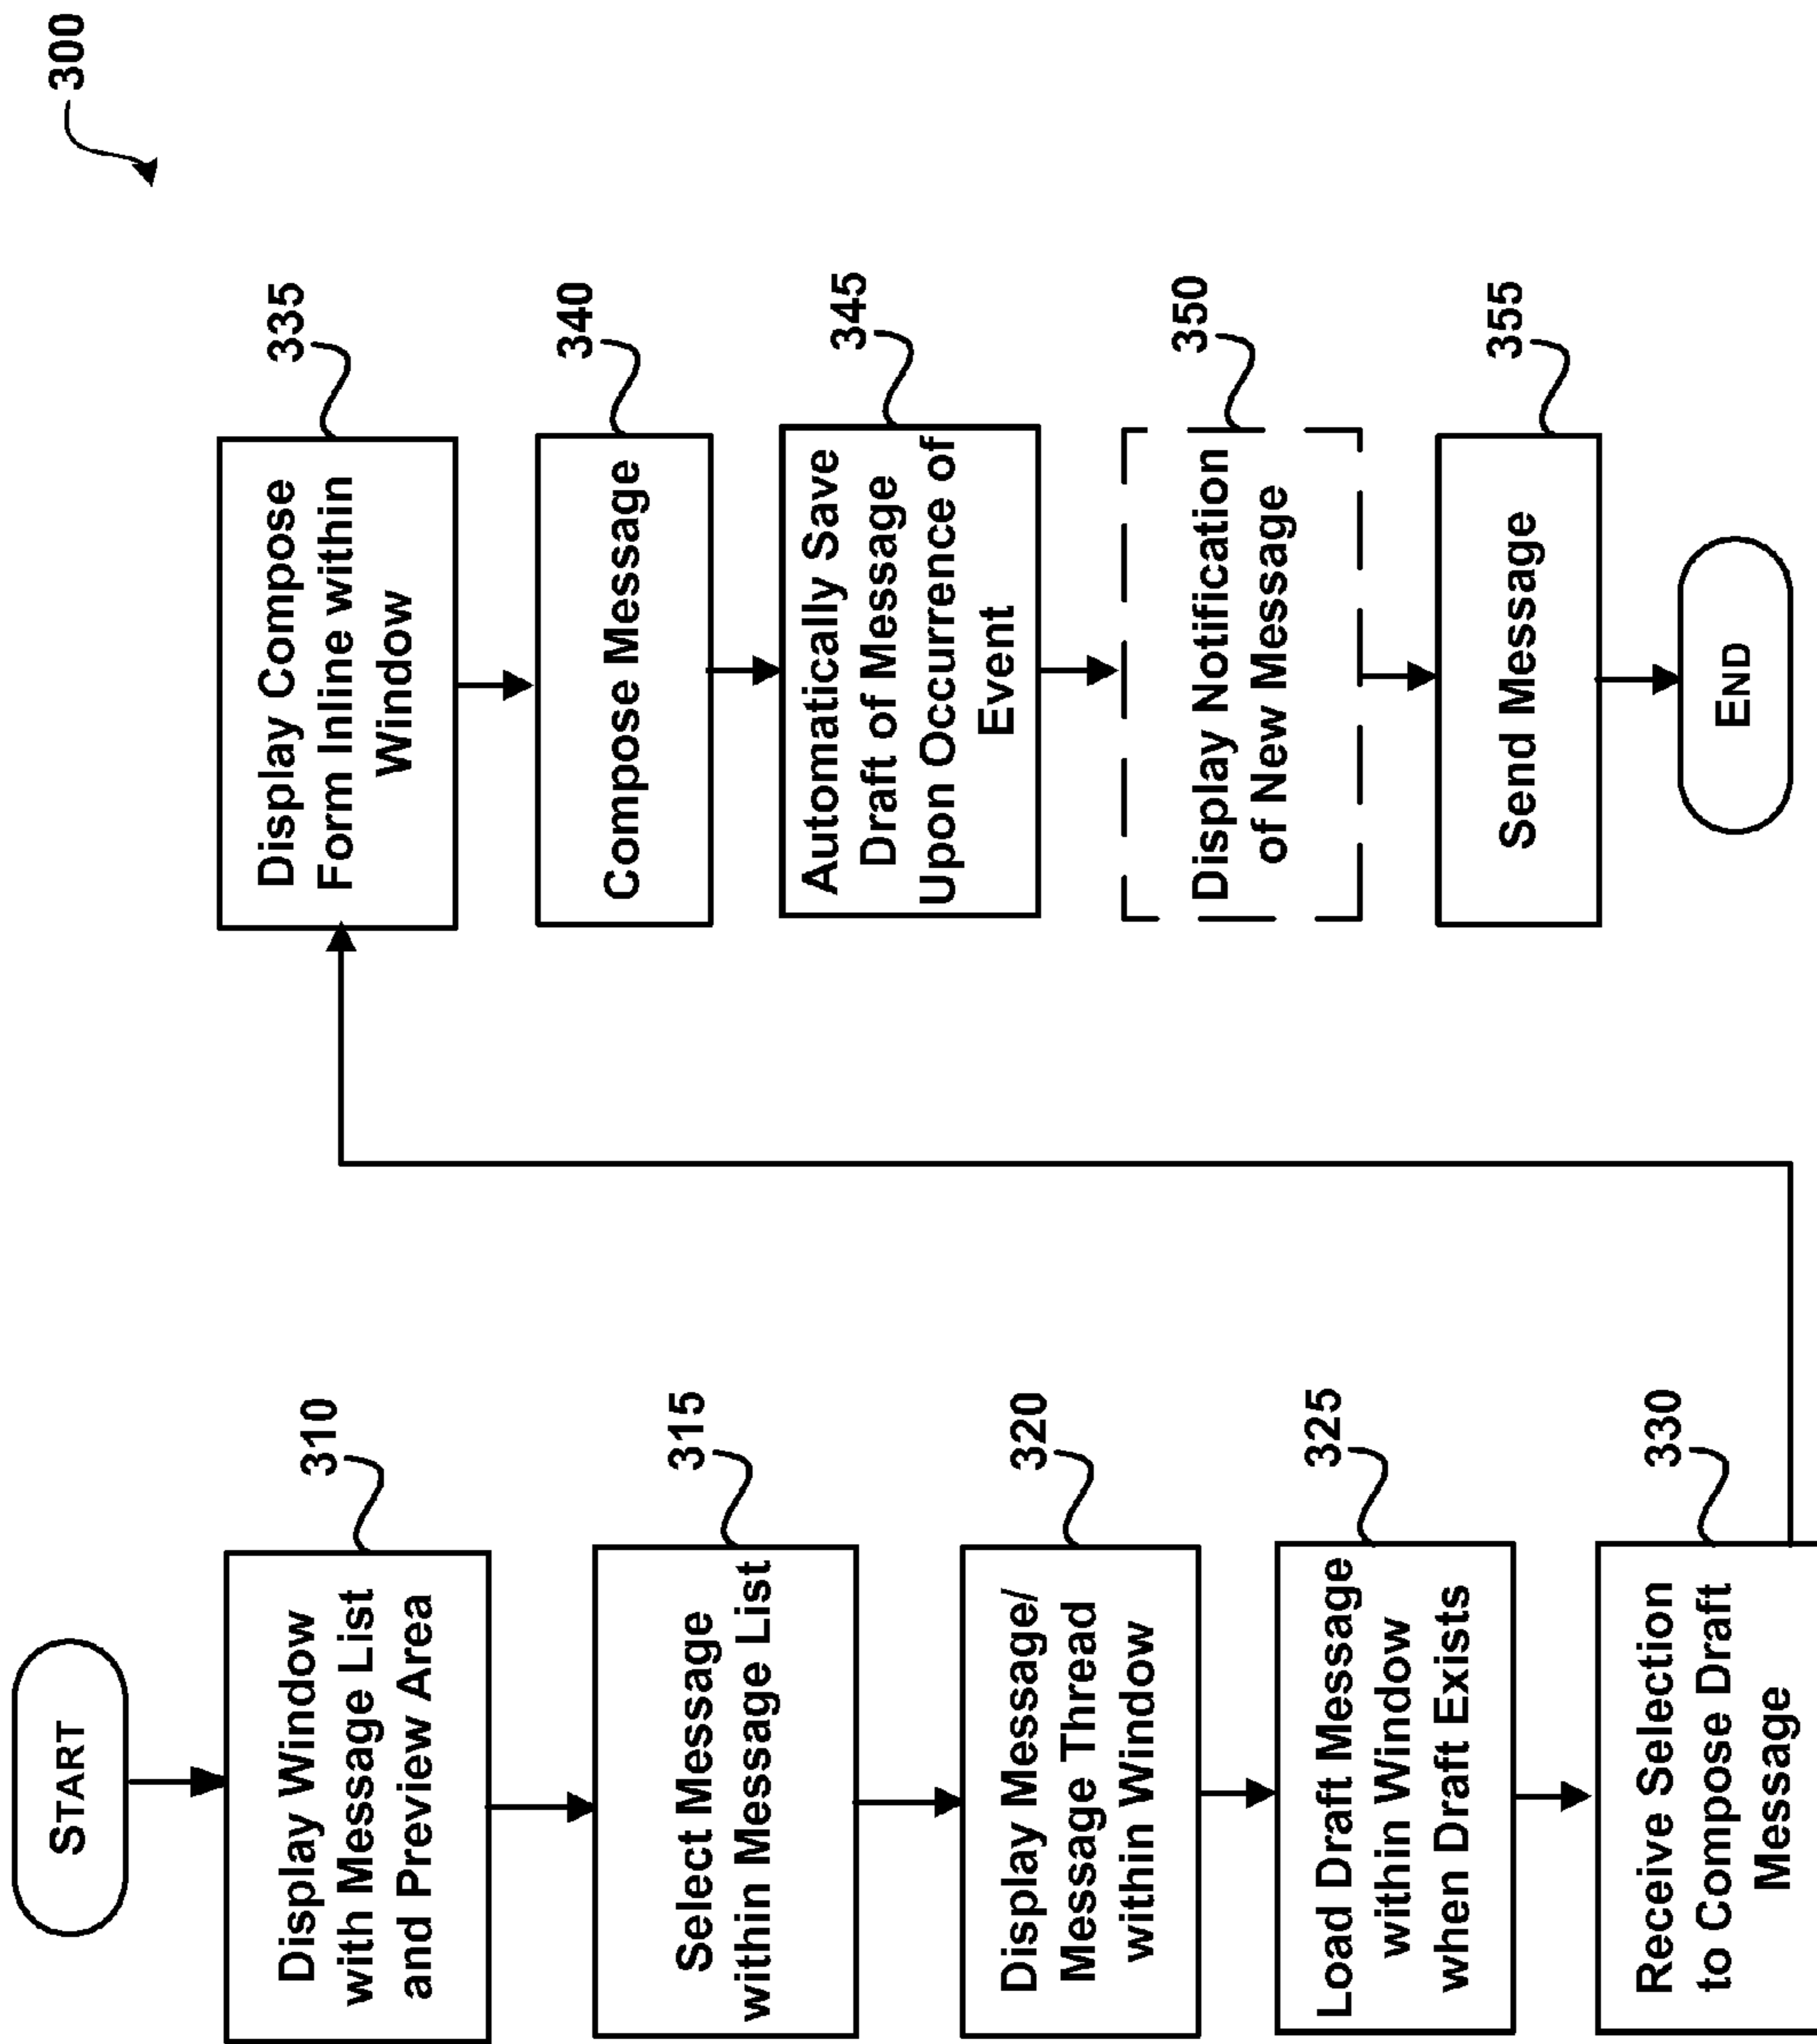 300
START
Display Window
with Message List
and Preview Area
310
Select Message
within Message List
315
Display Message/
Message Thread
within Window
320
Load Draft Message
within Window
when Draft Exists
325
Receive Selection
to Compose Draft
Message
330
Display Compose
Form Inline within
Window
335
Compose Message
340
Automatically Save
Draft of Message
Upon Occurrence of
Event
345
Display Notification
of New Message
350
Send Message
355
END